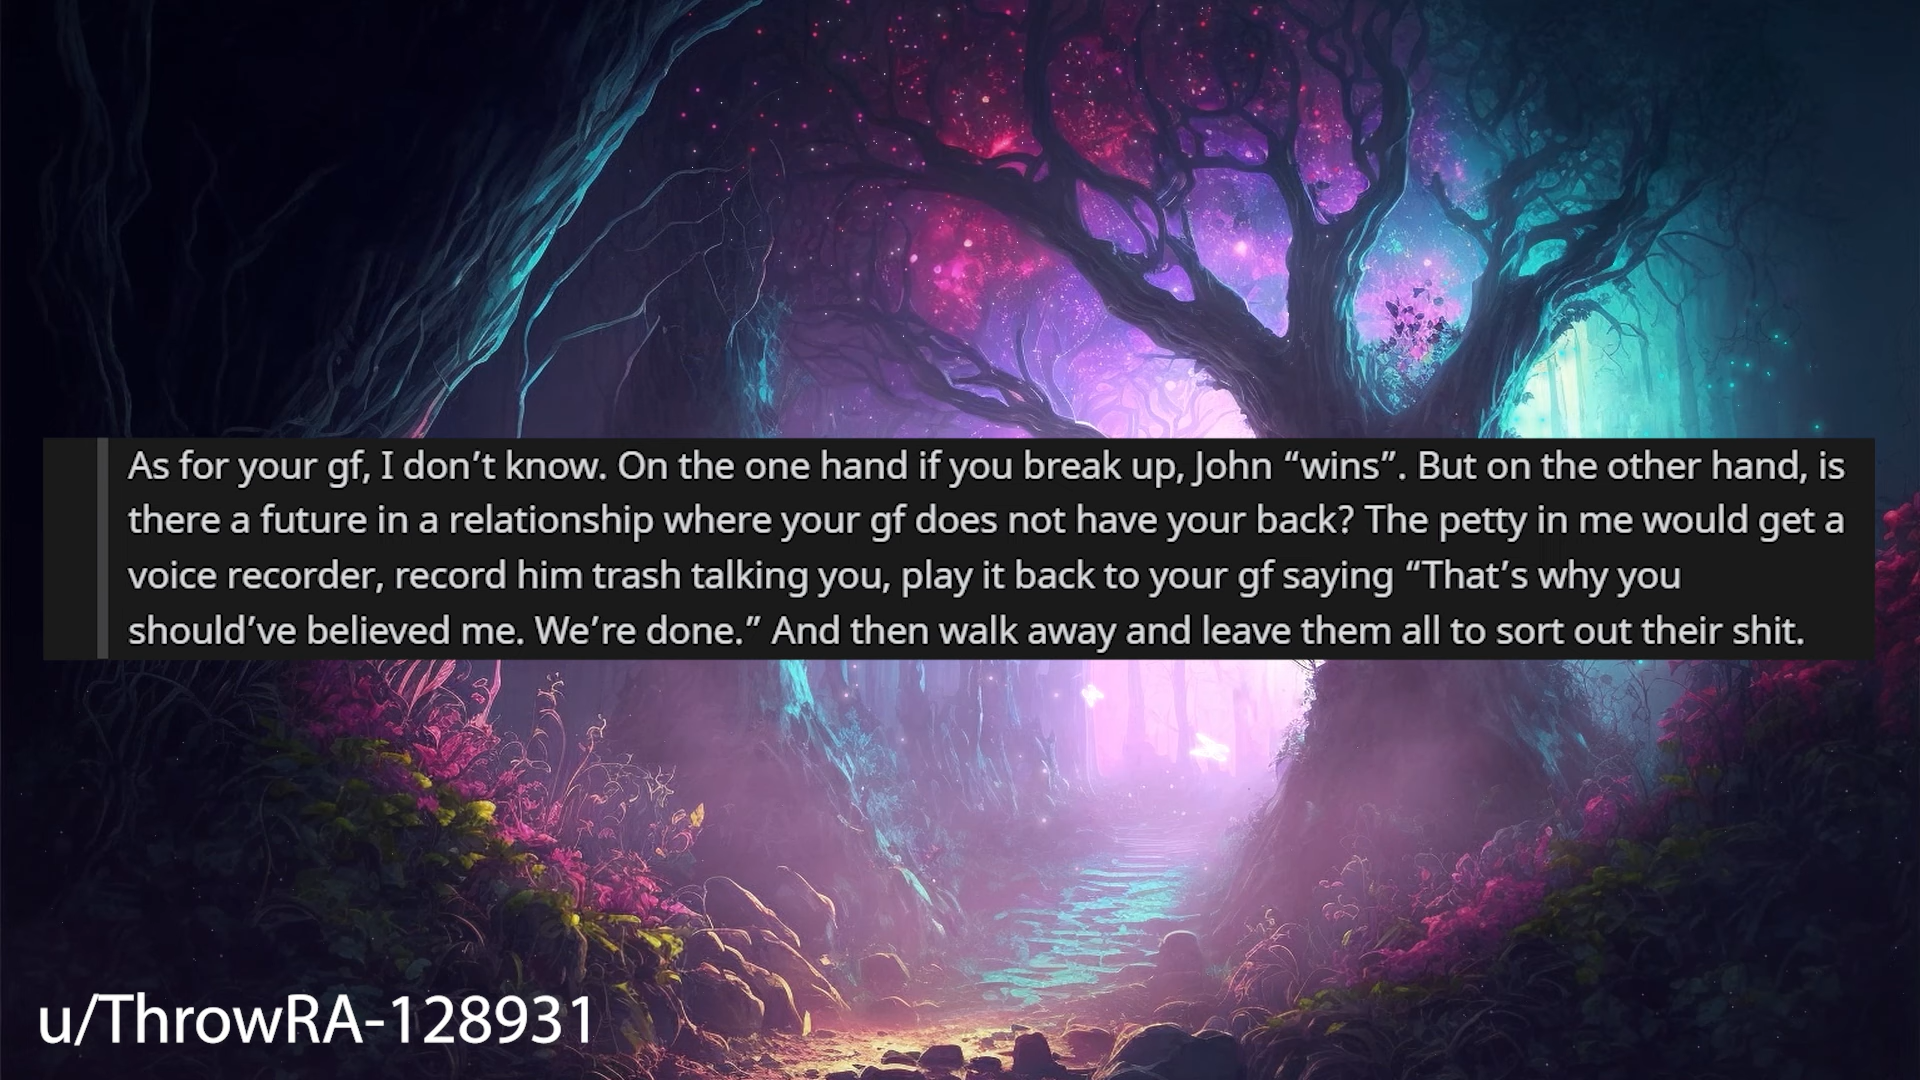 As for your gf, I don’t know. On the one hand if you break up, John “wins”. But on the other hand, is
there a future in a relationship where your gf does not have your back? The petty in me would get a
voice recorder, record him trash talking you, play it back to your gf saying “That’s why you
should’ve believed me. We’re done.” And then walk away and leave them all to sort out their shit.
u/ThrowRA-128931